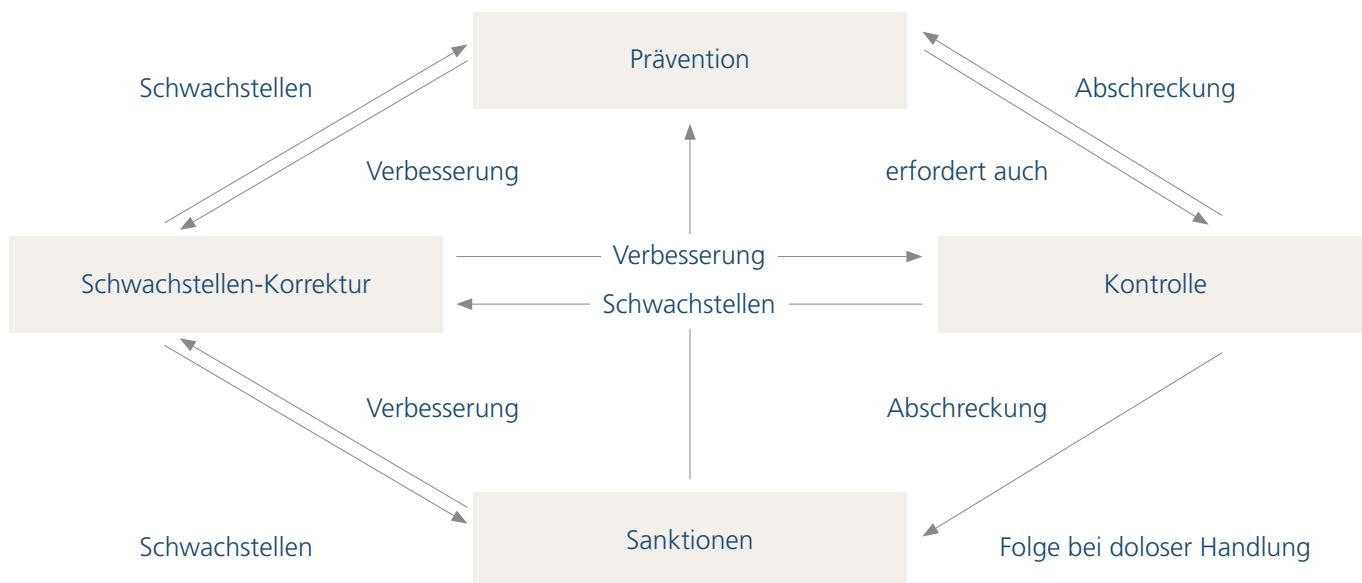 Prävention
Schwachstellen
Abschreckung
Verbesserung
erfordert auch
Verbesserung
Schwachstellen-Korrektur
Kontrolle
Schwachstellen
Verbesserung
Abschreckung
Sanktionen
Schwachstellen
Folge bei doloser Handlung